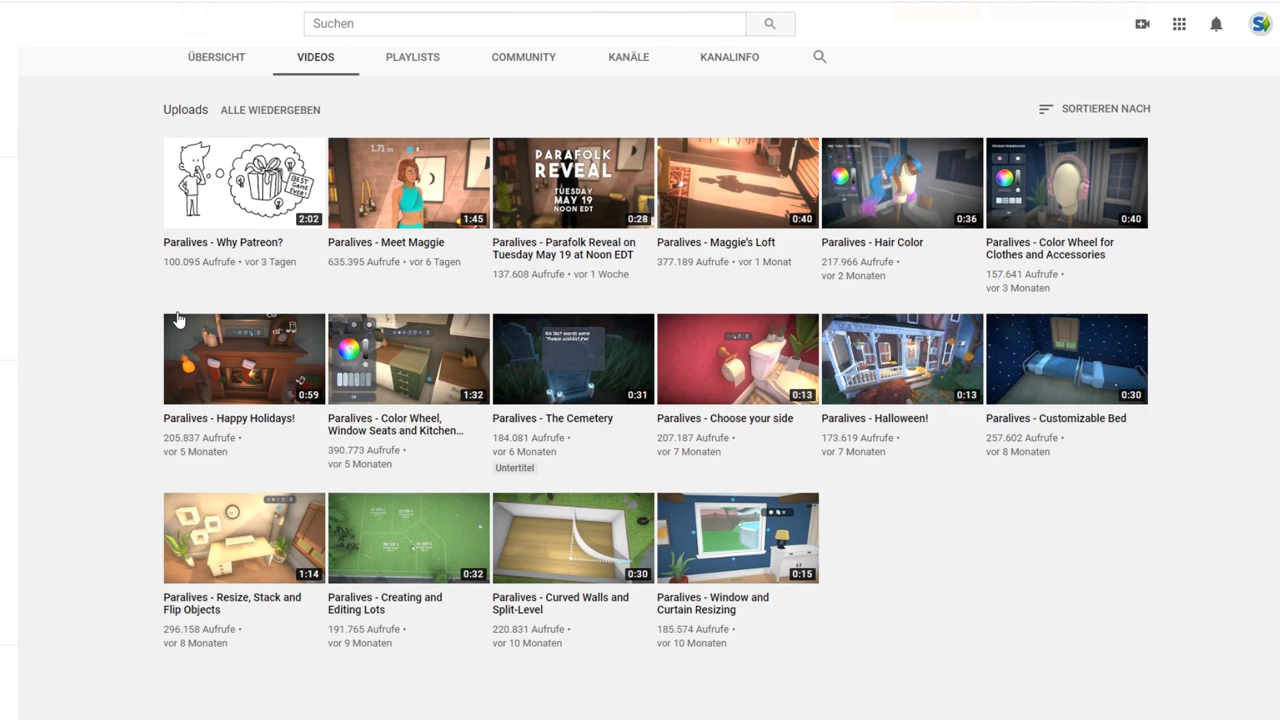 Suchen
ÜBERSICHT
VIDEOS
PLAYLISTS
COMMUNITY
KANÄLE
KANALINFO
Uploads
ALLE WIEDERGEBEN
SORTIEREN NACH
BEST GAME EVER!
2:02
1.71 m
1:45
PARAFOLK
REVEAL
TUESDAY
MAY 19
NOON EDT
0:28
0:40
0:36
0:40
Paralives - Why Patreon?
100.095 Aufrufe • vor 3 Tagen
Paralives - Meet Maggie
635.395 Aufrufe • vor 6 Tagen
Paralives - Parafolk Reveal on
Tuesday May 19 at Noon EDT
137.608 Aufrufe • vor 1 Woche
Paralives - Maggie's Loft
377.189 Aufrufe • vor 1 Monat
Paralives - Hair Color
217.966 Aufrufe •
vor 2 Monaten
Paralives - Color Wheel for
Clothes and Accessories
157.641 Aufrufe •
vor 3 Monaten
0:59
1:32
0:31
0:13
0:13
0:30
Paralives - Happy Holidays!
205.837 Aufrufe •
vor 5 Monaten
Paralives - Color Wheel,
Window Seats and Kitchen...
390.773 Aufrufe •
vor 5 Monaten
Paralives - The Cemetery
184.081 Aufrufe •
vor 6 Monaten
Untertitel
Paralives - Choose your side
207.187 Aufrufe •
vor 7 Monaten
Paralives - Halloween!
173.619 Aufrufe •
vor 7 Monaten
Paralives - Customizable Bed
257.602 Aufrufe •
vor 8 Monaten
1:14
0:32
0:30
0:15
Paralives - Resize, Stack and
Flip Objects
296.158 Aufrufe •
vor 8 Monaten
Paralives - Creating and
Editing Lots
191.765 Aufrufe •
vor 9 Monaten
Paralives - Curved Walls and
Split-Level
220.831 Aufrufe •
vor 10 Monaten
Paralives - Window and
Curtain Resizing
185.574 Aufrufe •
vor 10 Monaten